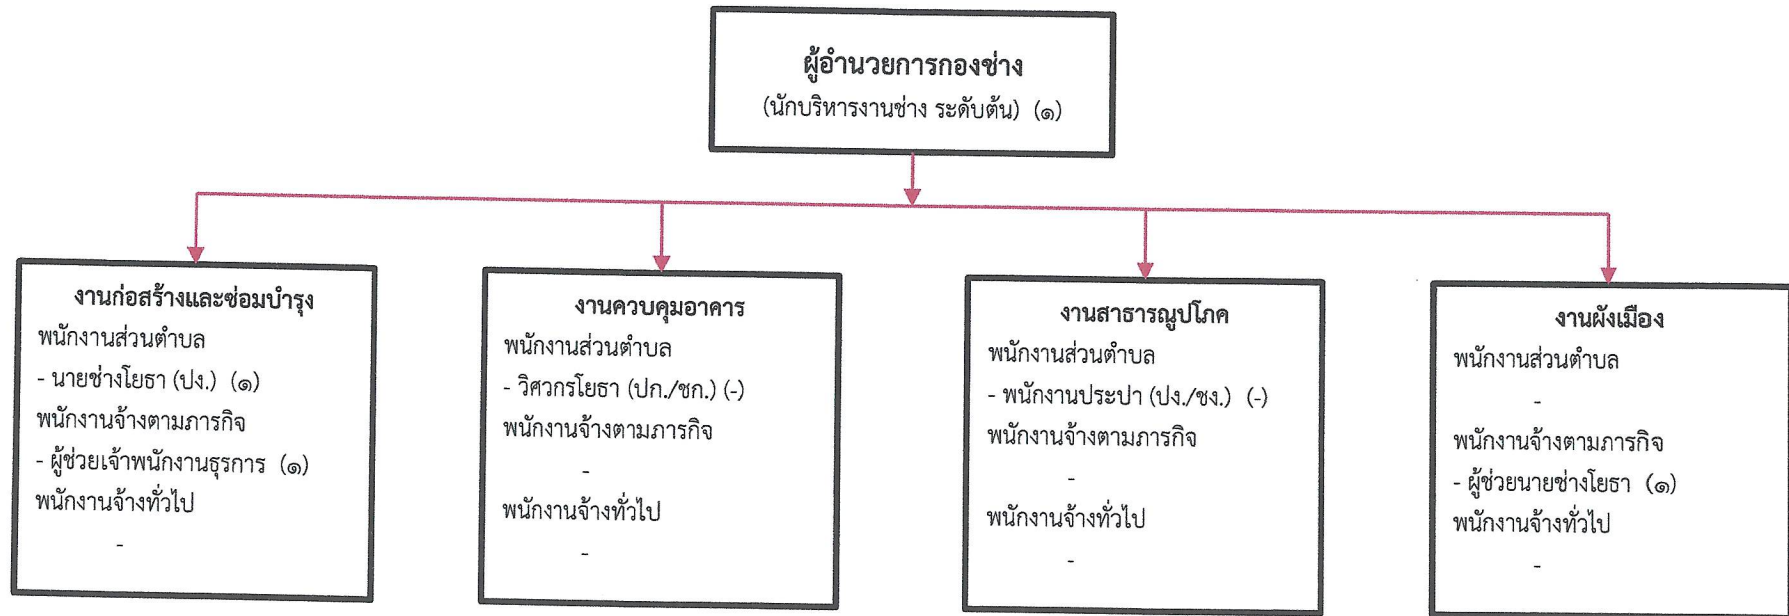 ผู้อำนวยการกองช่าง
(นักบริหารงานช่าง ระดับต้น) (๑)
งานก่อสร้างและซ่อมบำรุง
พนักงานส่วนตำบล
- นายช่างโยธา (ปง.) (๑)
พนักงานจ้างตามภารกิจ
- ผู้ช่วยเจ้าพนักงานธุรการ (๑)
พนักงานจ้างทั่วไป
-
งานควบคุมอาคาร
พนักงานส่วนตำบล
- วิศวกรโยธา (ปก./ชก.) (-)
พนักงานจ้างตามภารกิจ
-
พนักงานจ้างทั่วไป
-
งานสาธารณูปโภค
พนักงานส่วนตำบล
- พนักงานประปา (ปง./ชง.) (-)
พนักงานจ้างตามภารกิจ
-
พนักงานจ้างทั่วไป
-
งานผังเมือง
พนักงานส่วนตำบล
-
พนักงานจ้างตามภารกิจ
- ผู้ช่วยนายช่างโยธา (๑)
พนักงานจ้างทั่วไป
-